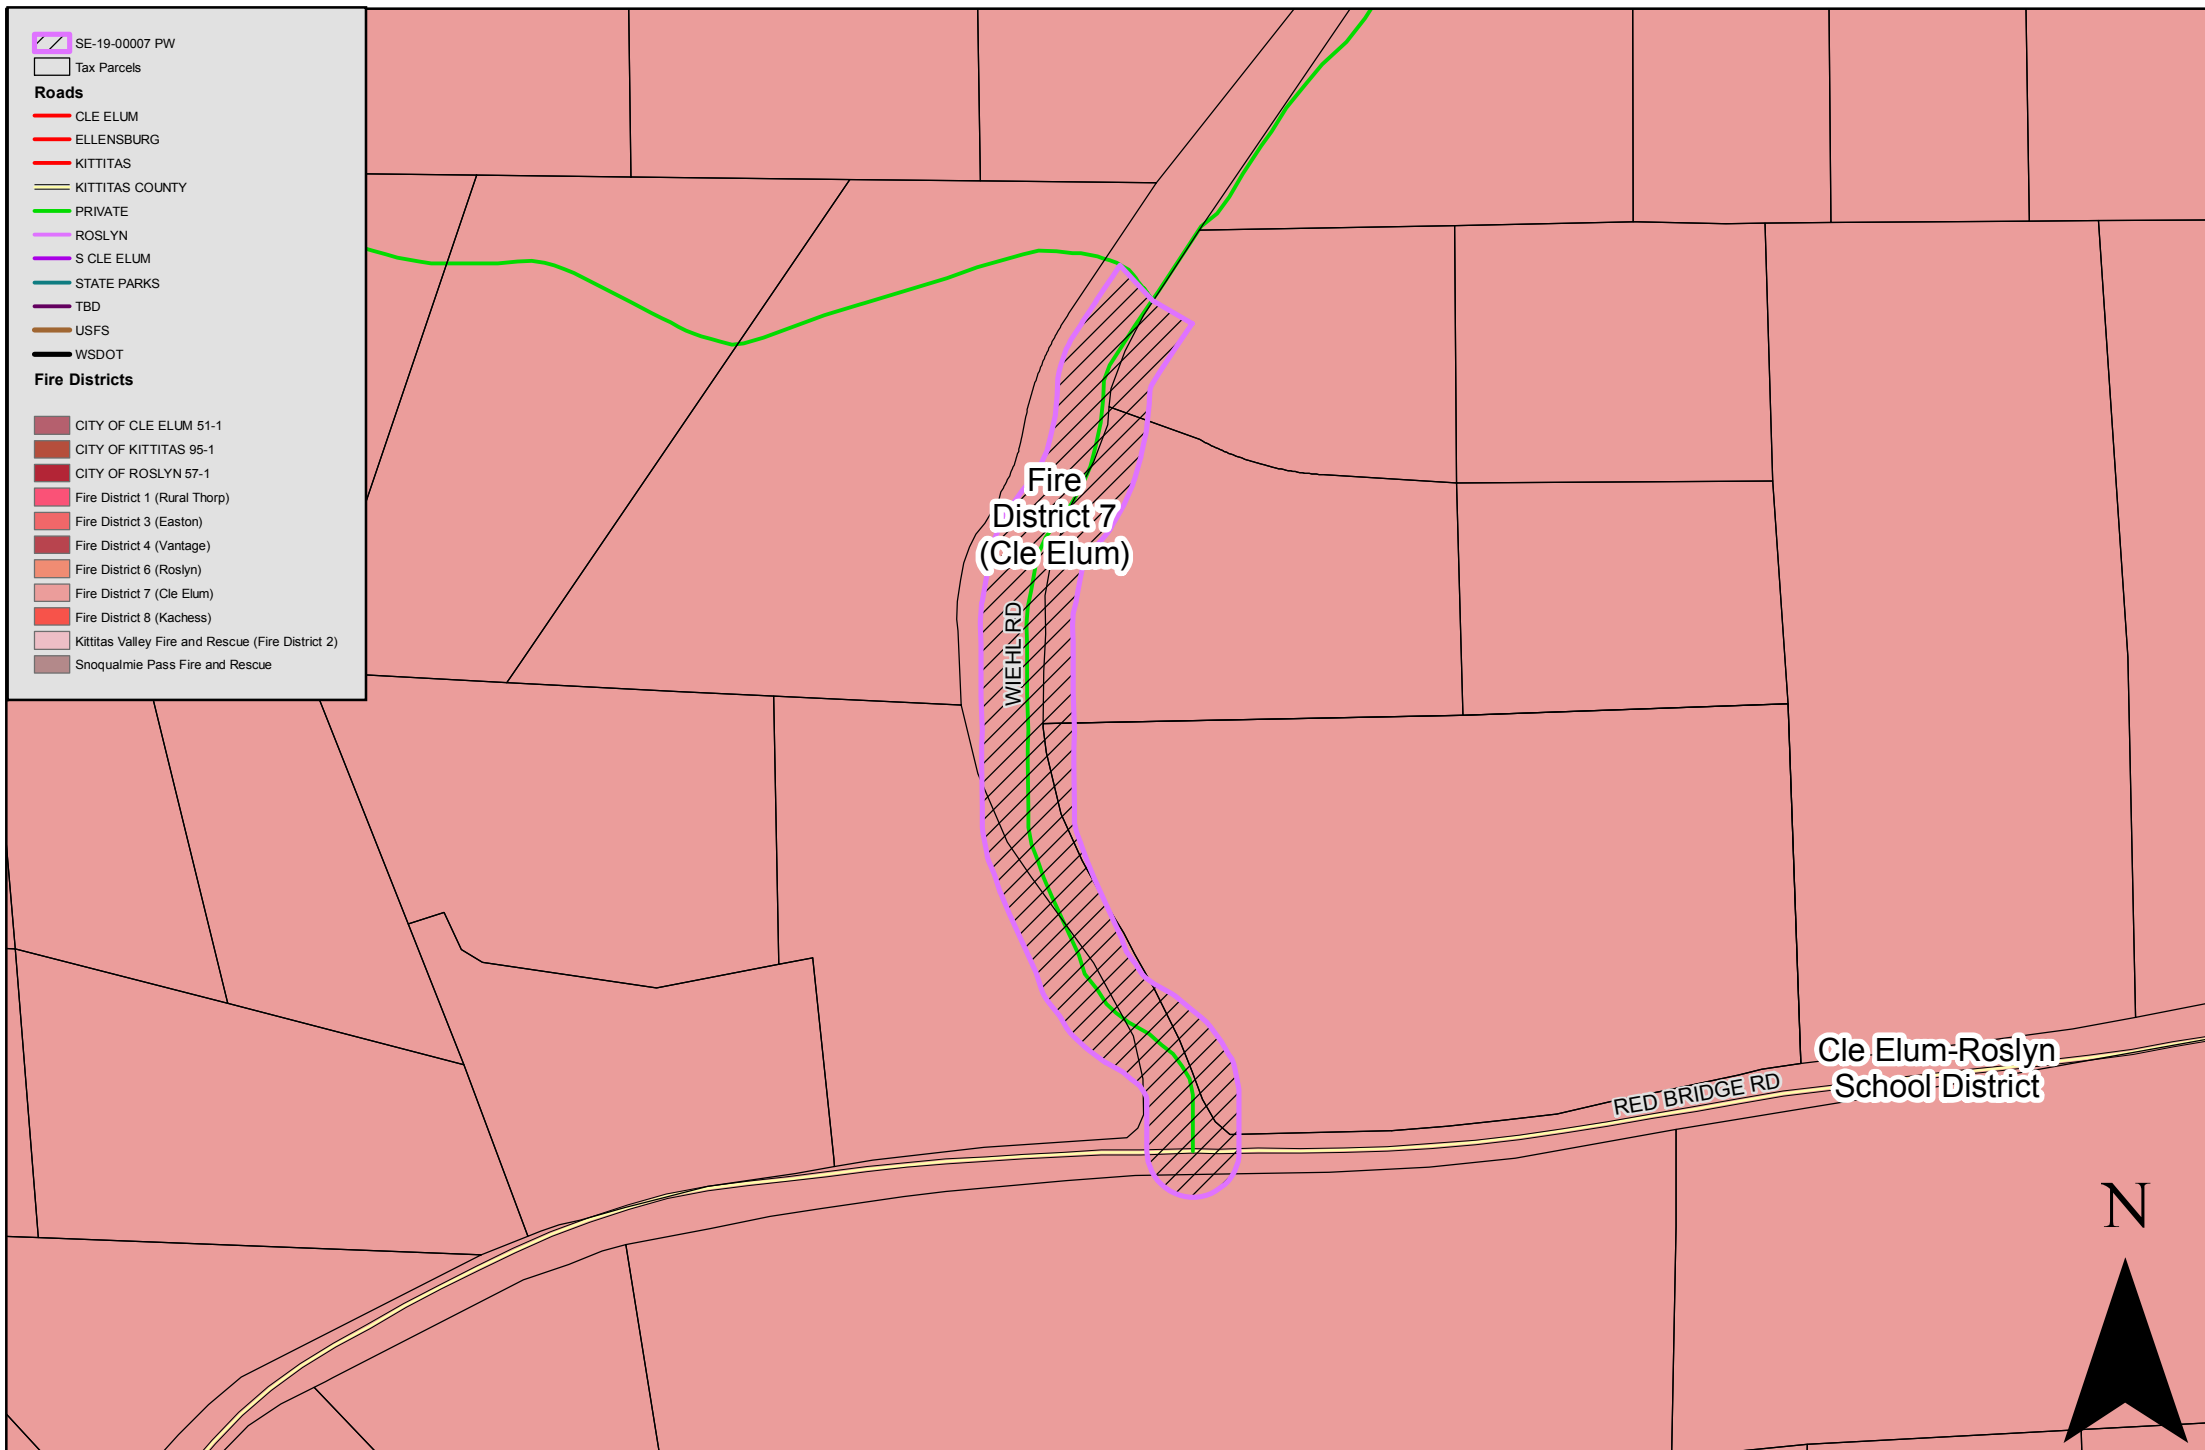 SE-19-00007 PW
Tax Parcels
Roads
CLE ELUM
ELLENSBURG
KITTITAS
KITTITAS COUNTY
PRIVATE
ROSLYN
S CLE ELUM
STATE PARKS
TBD
USFS
WSDOT
Fire Districts
CITY OF CLE ELUM 51-1
CITY OF KITTITAS 95-1
CITY OF ROSLYN 57-1
Fire District 1 (Rural Thorp)
Fire District 3 (Easton)
Fire District 4 (Vantage)
Fire District 6 (Roslyn)
Fire District 7 (Cle Elum)
Fire District 8 (Kachess)
Kittitas Valley Fire and Rescue (Fire District 2)
Snoqualmie Pass Fire and Rescue
Fire
District 7
(Cle Elum)
WIEHL RD
RED BRIDGE RD
Cle Elum-Roslyn
School District
N